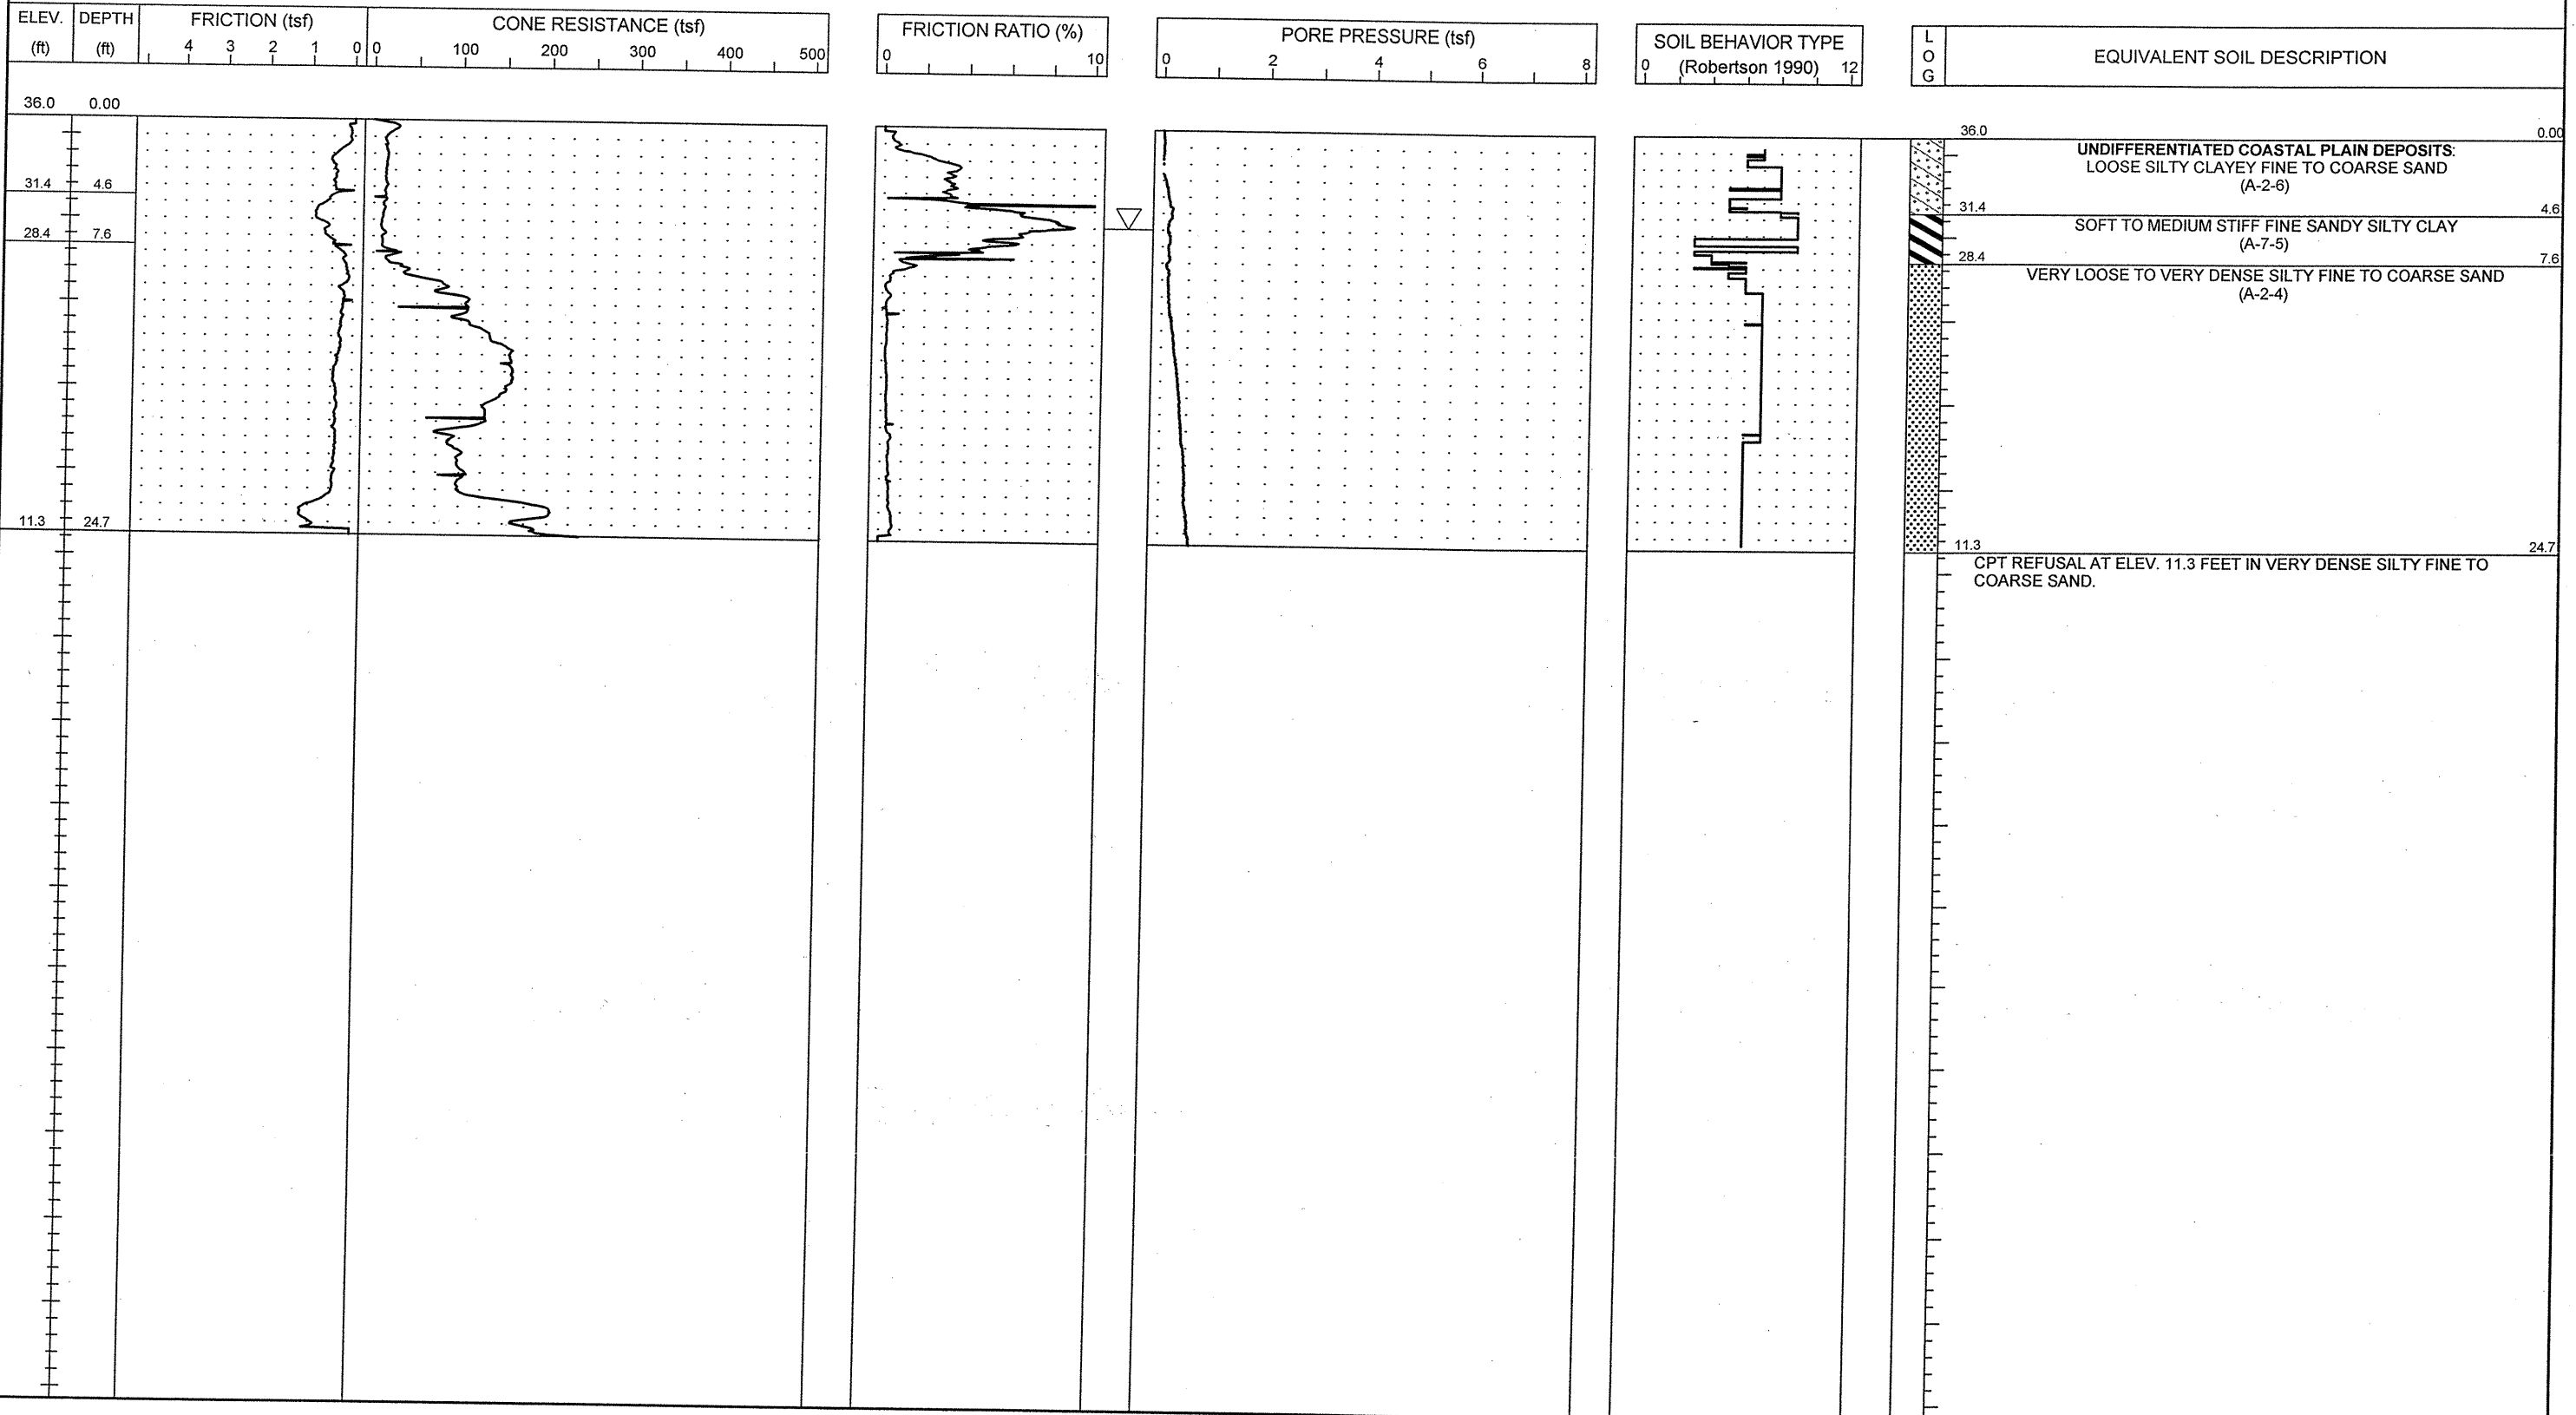 ELEV. DEPTH FRICTION (tsf) CONE RESISTANCE (tsf) FRICTION RATIO (%) PORE PRESSURE (tsf) SOIL BEHAVIOR TYPE L
(ft) (ft) 4 3 2 1 0 0 100 200 300 400 500 0 10 0 2 4 6 8 0 (Robertson 1990) 12 O EQUIVALENT SOIL DESCRIPTION
G
36.0 0.00
36.0 0.00
UNDIFFERENTIATED COASTAL PLAIN DEPOSITS:
LOOSE SILTY CLAYEY FINE TO COARSE SAND
(A-2-6)
31.4 4.6
31.4 4.6
SOFT TO MEDIUM STIFF FINE SANDY SILTY CLAY
(A-7-5)
28.4 7.6
28.4 7.6
VERY LOOSE TO VERY DENSE SILTY FINE TO COARSE SAND
(A-2-4)
11.3 24.7
11.3 24.7
CPT REFUSAL AT ELEV. 11.3 FEET IN VERY DENSE SILTY FINE TO
COARSE SAND.